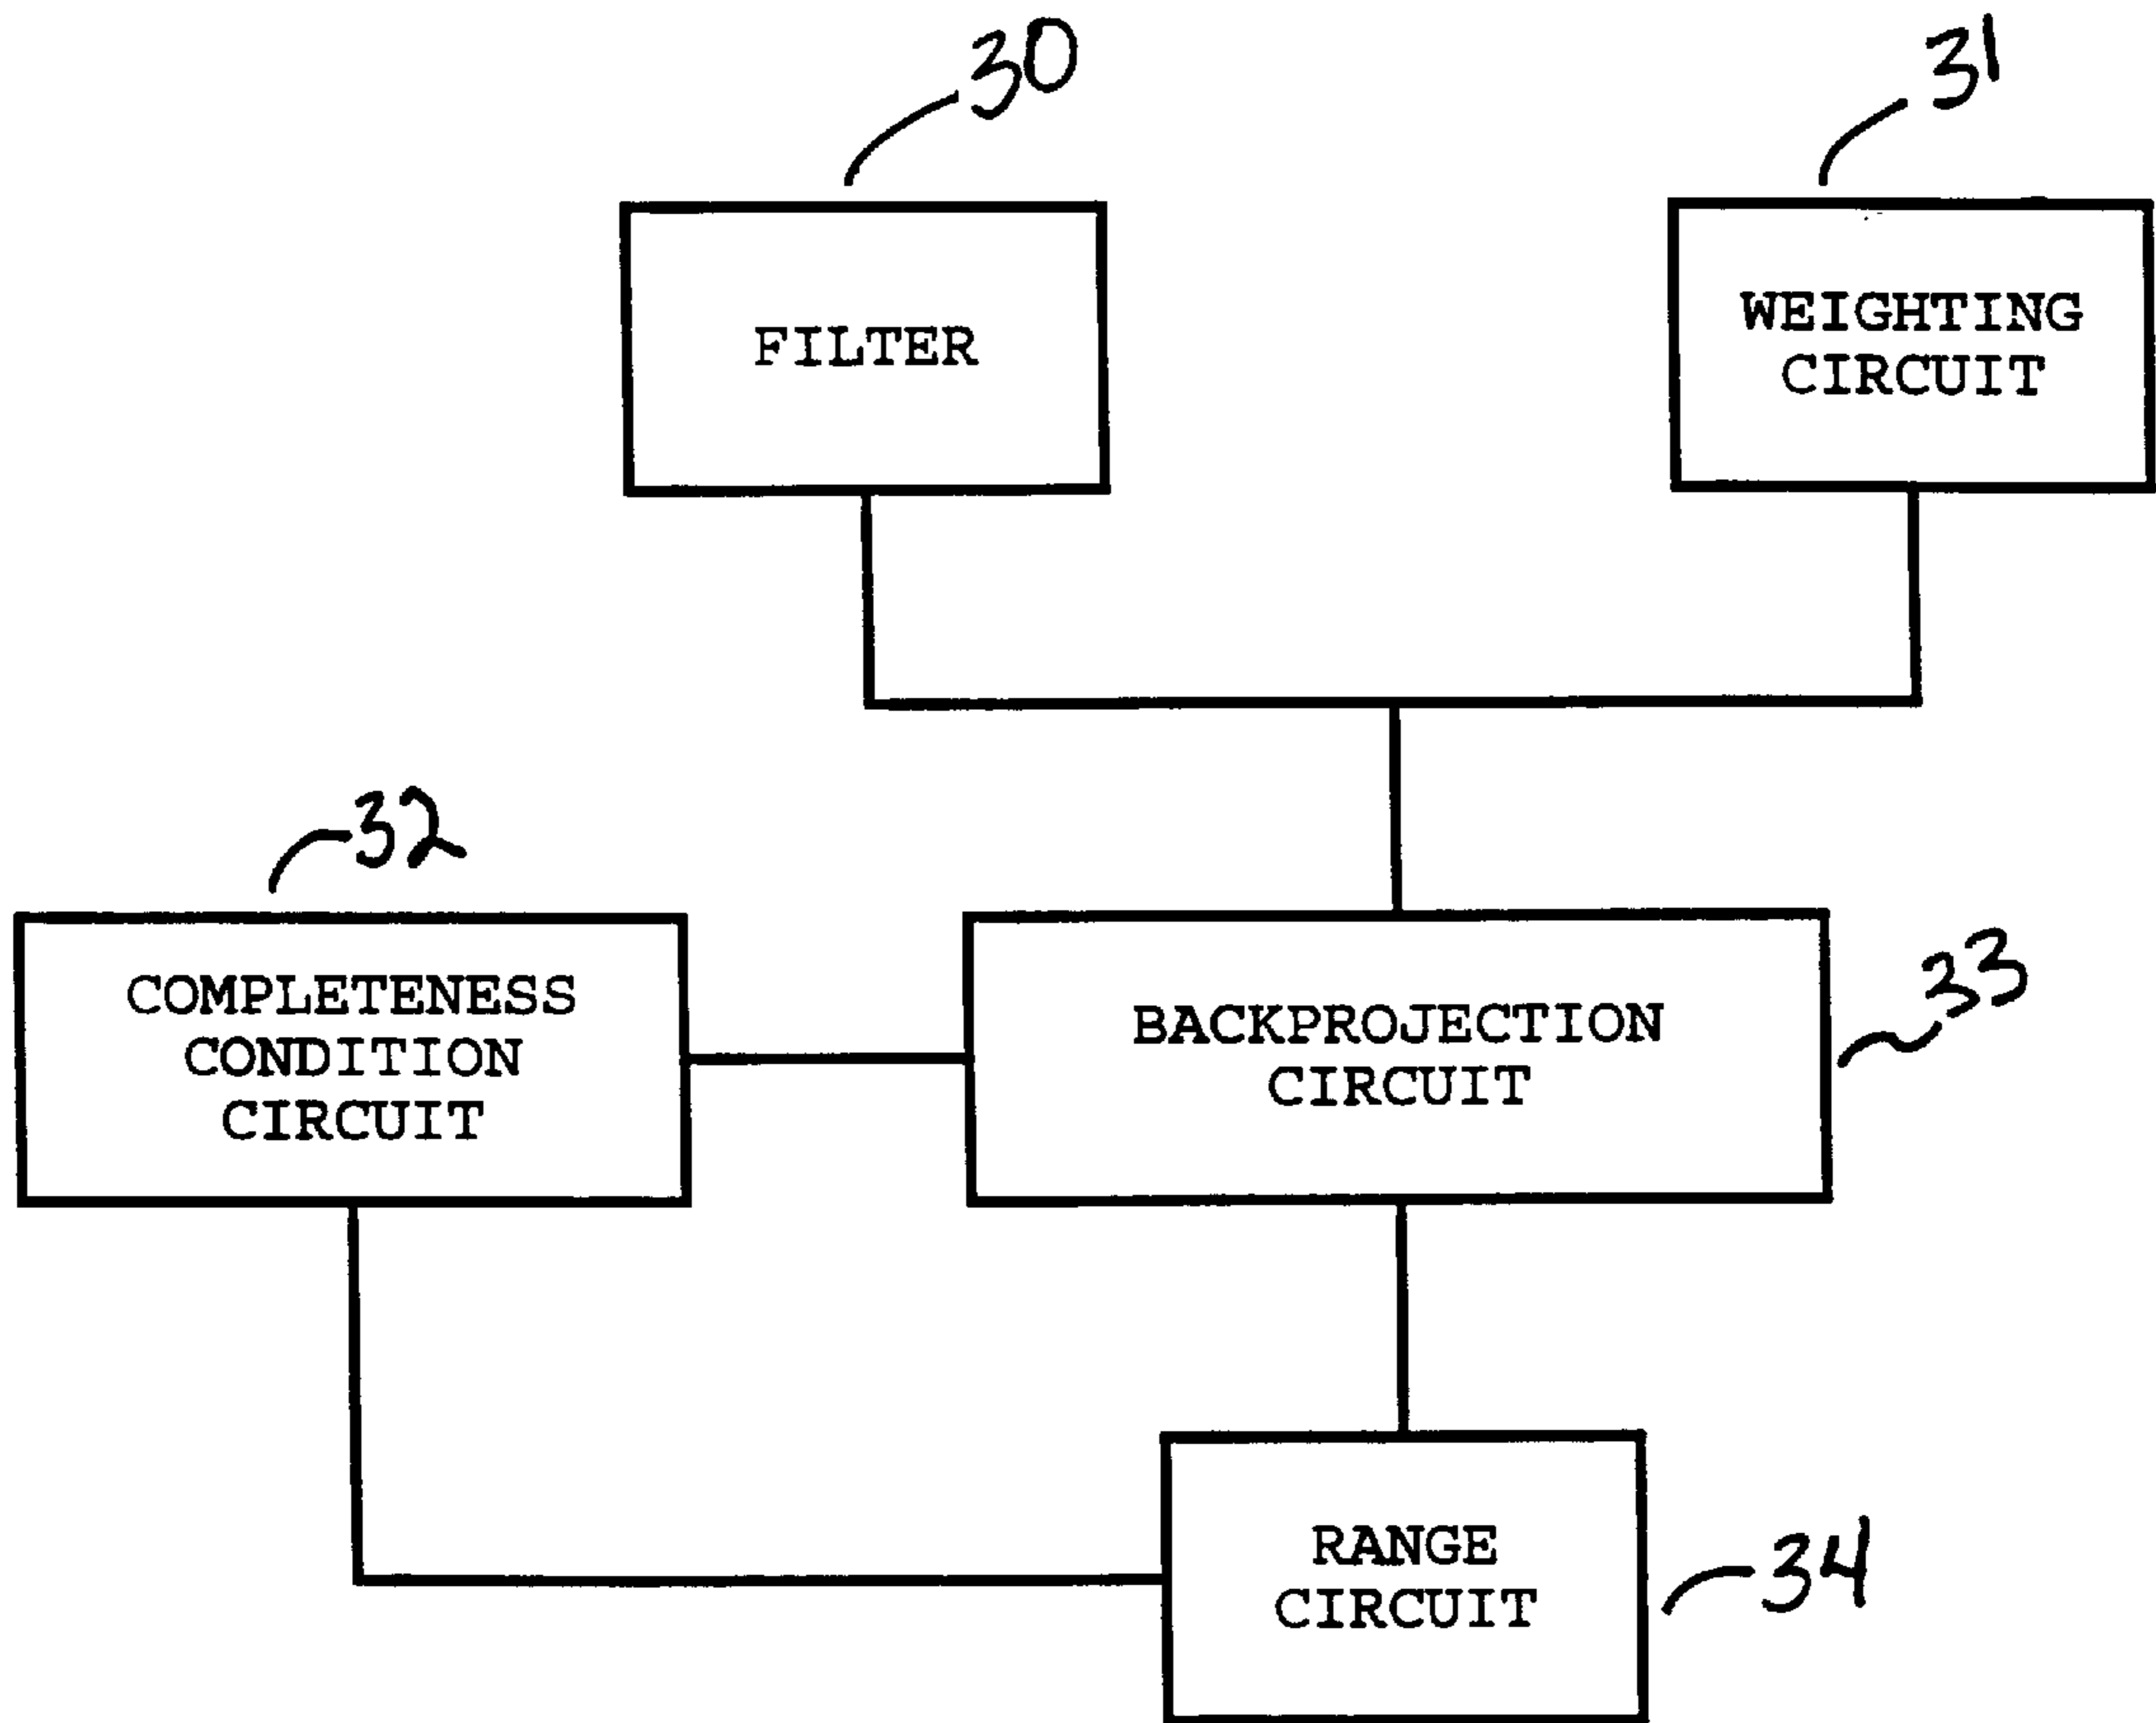 30
31
FILTER
WEIGHTING
CIRCUIT
32
33
COMPLETENESS
CONDITION
CIRCUIT
BACKPROJECTION
CIRCUIT
RANGE
CIRCUIT
34